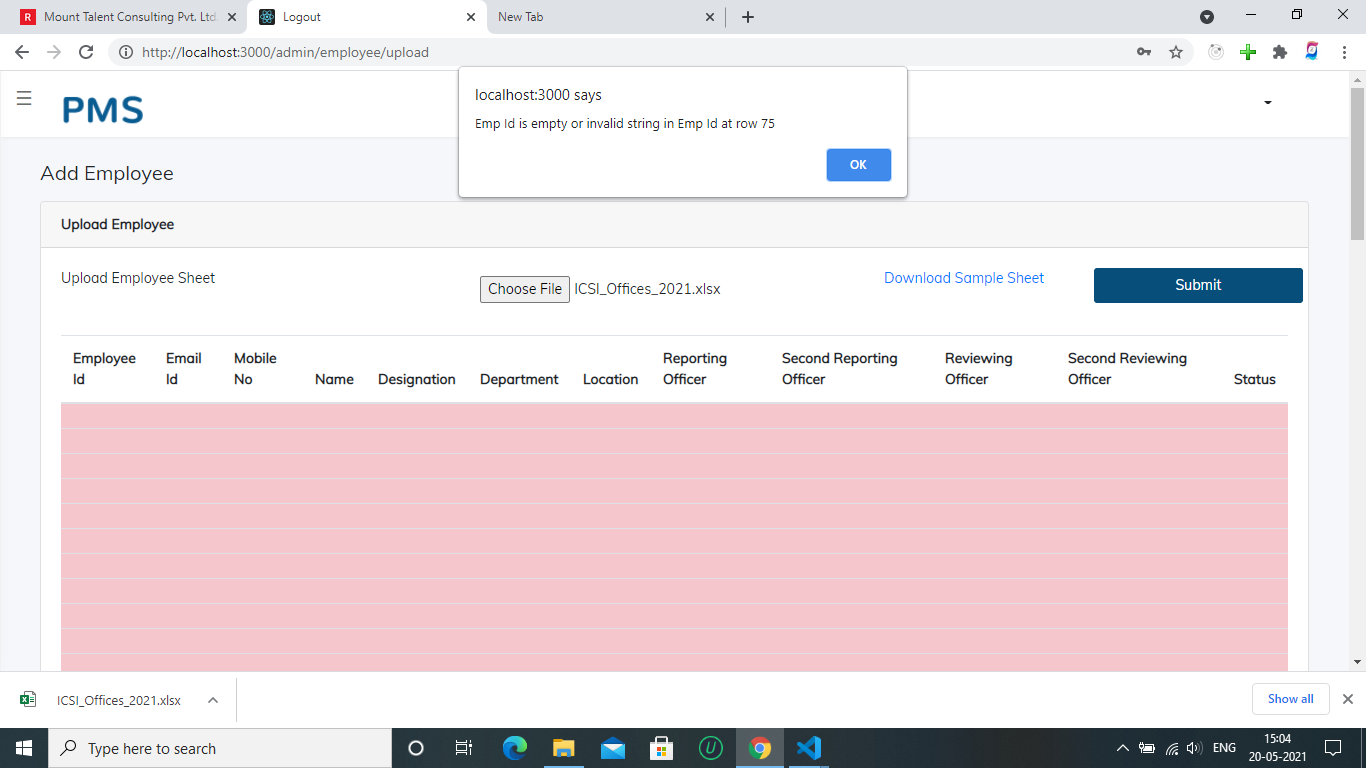 Mount Talent Consulting Pvt. Ltd.
Logout
New Tab
http://localhost:3000/admin/employee/upload
PMS
localhost:3000 says
Emp Id is empty or invalid string in Emp Id at row 75
OK
Add Employee
Upload Employee
Upload Employee Sheet
Choose File ICSI_Offices_2021.xlsx
Download Sample Sheet
Submit
Employee Id
Email Id
Mobile No
Name
Designation
Department
Location
Reporting Officer
Second Reporting Officer
Reviewing Officer
Second Reviewing Officer
Status
ICSI_Offices_2021.xlsx
Show all
Type here to search
ENG
15:04
20-05-2021